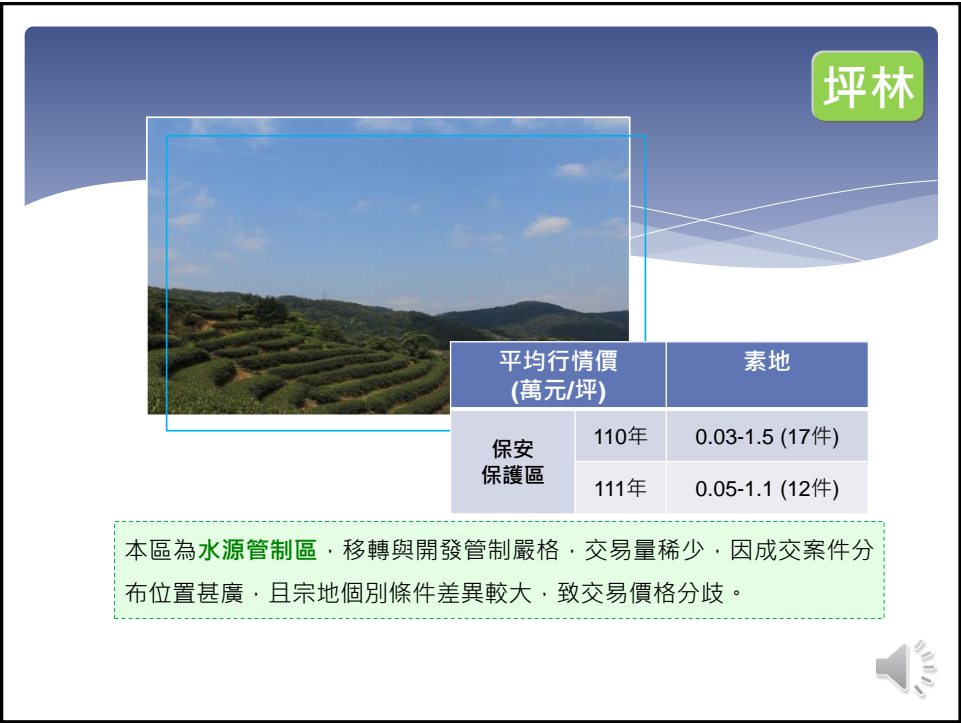 坪林
平均行情價
(萬元/坪)
素地
保安
保護區
110年
0.03-1.5 (17件)
111年
0.05-1.1 (12件)
本區為水源管制區，移轉與開發管制嚴格，交易量稀少，因成交案件分
布位置甚廣，且宗地個別條件差異較大，致交易價格分歧。